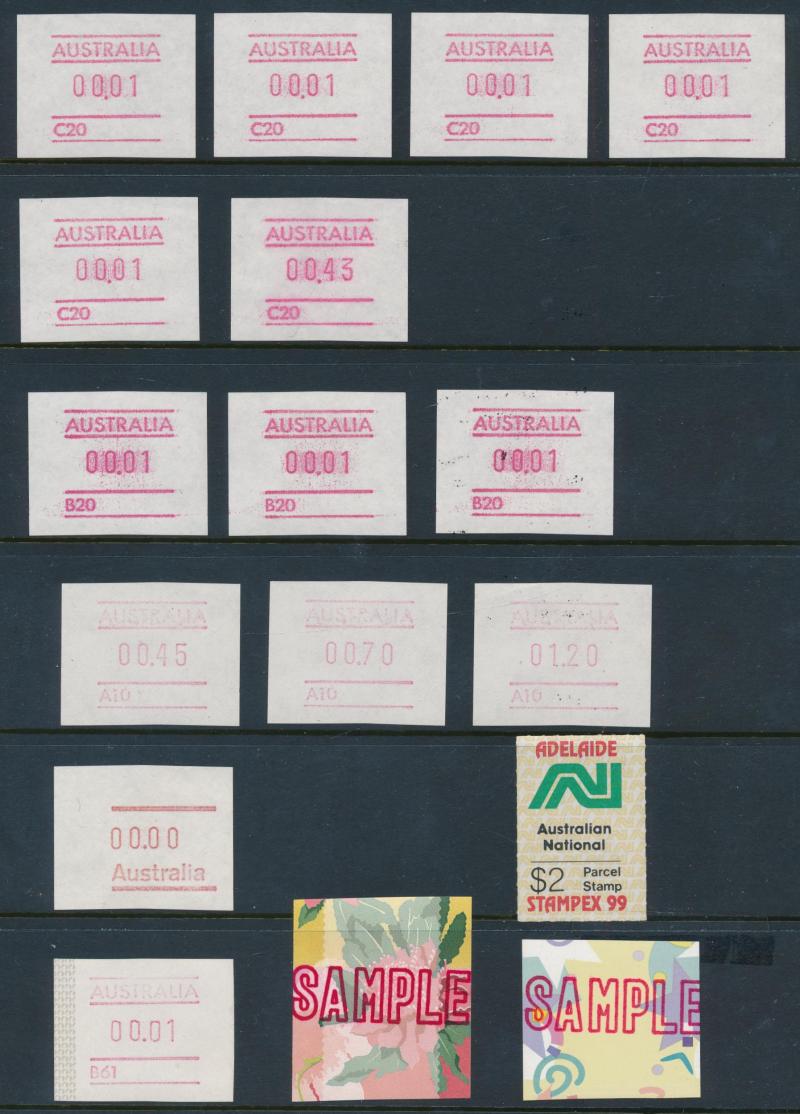 AUSTRALIA
00.01
C20
AUSTRALIA
00.01
C20
AUSTRALIA
00.01
C20
AUSTRALIA
00.01
C20
AUSTRALIA
00.01
C20
AUSTRALIA
00.43
C20
AUSTRALIA
00.01
B20
AUSTRALIA
00.01
B20
AUSTRALIA
00.01
B20
AUSTRALIA
00.45
A10
AUSTRALIA
00.70
A10
AUSTRALIA
01.20
A10
00.00
Australia
ADELAIDE
Australian
National
$2 Parcel
Stamp
STAMPEX 99
AUSTRALIA
00.01
B61
SAMPLE
SAMPLE